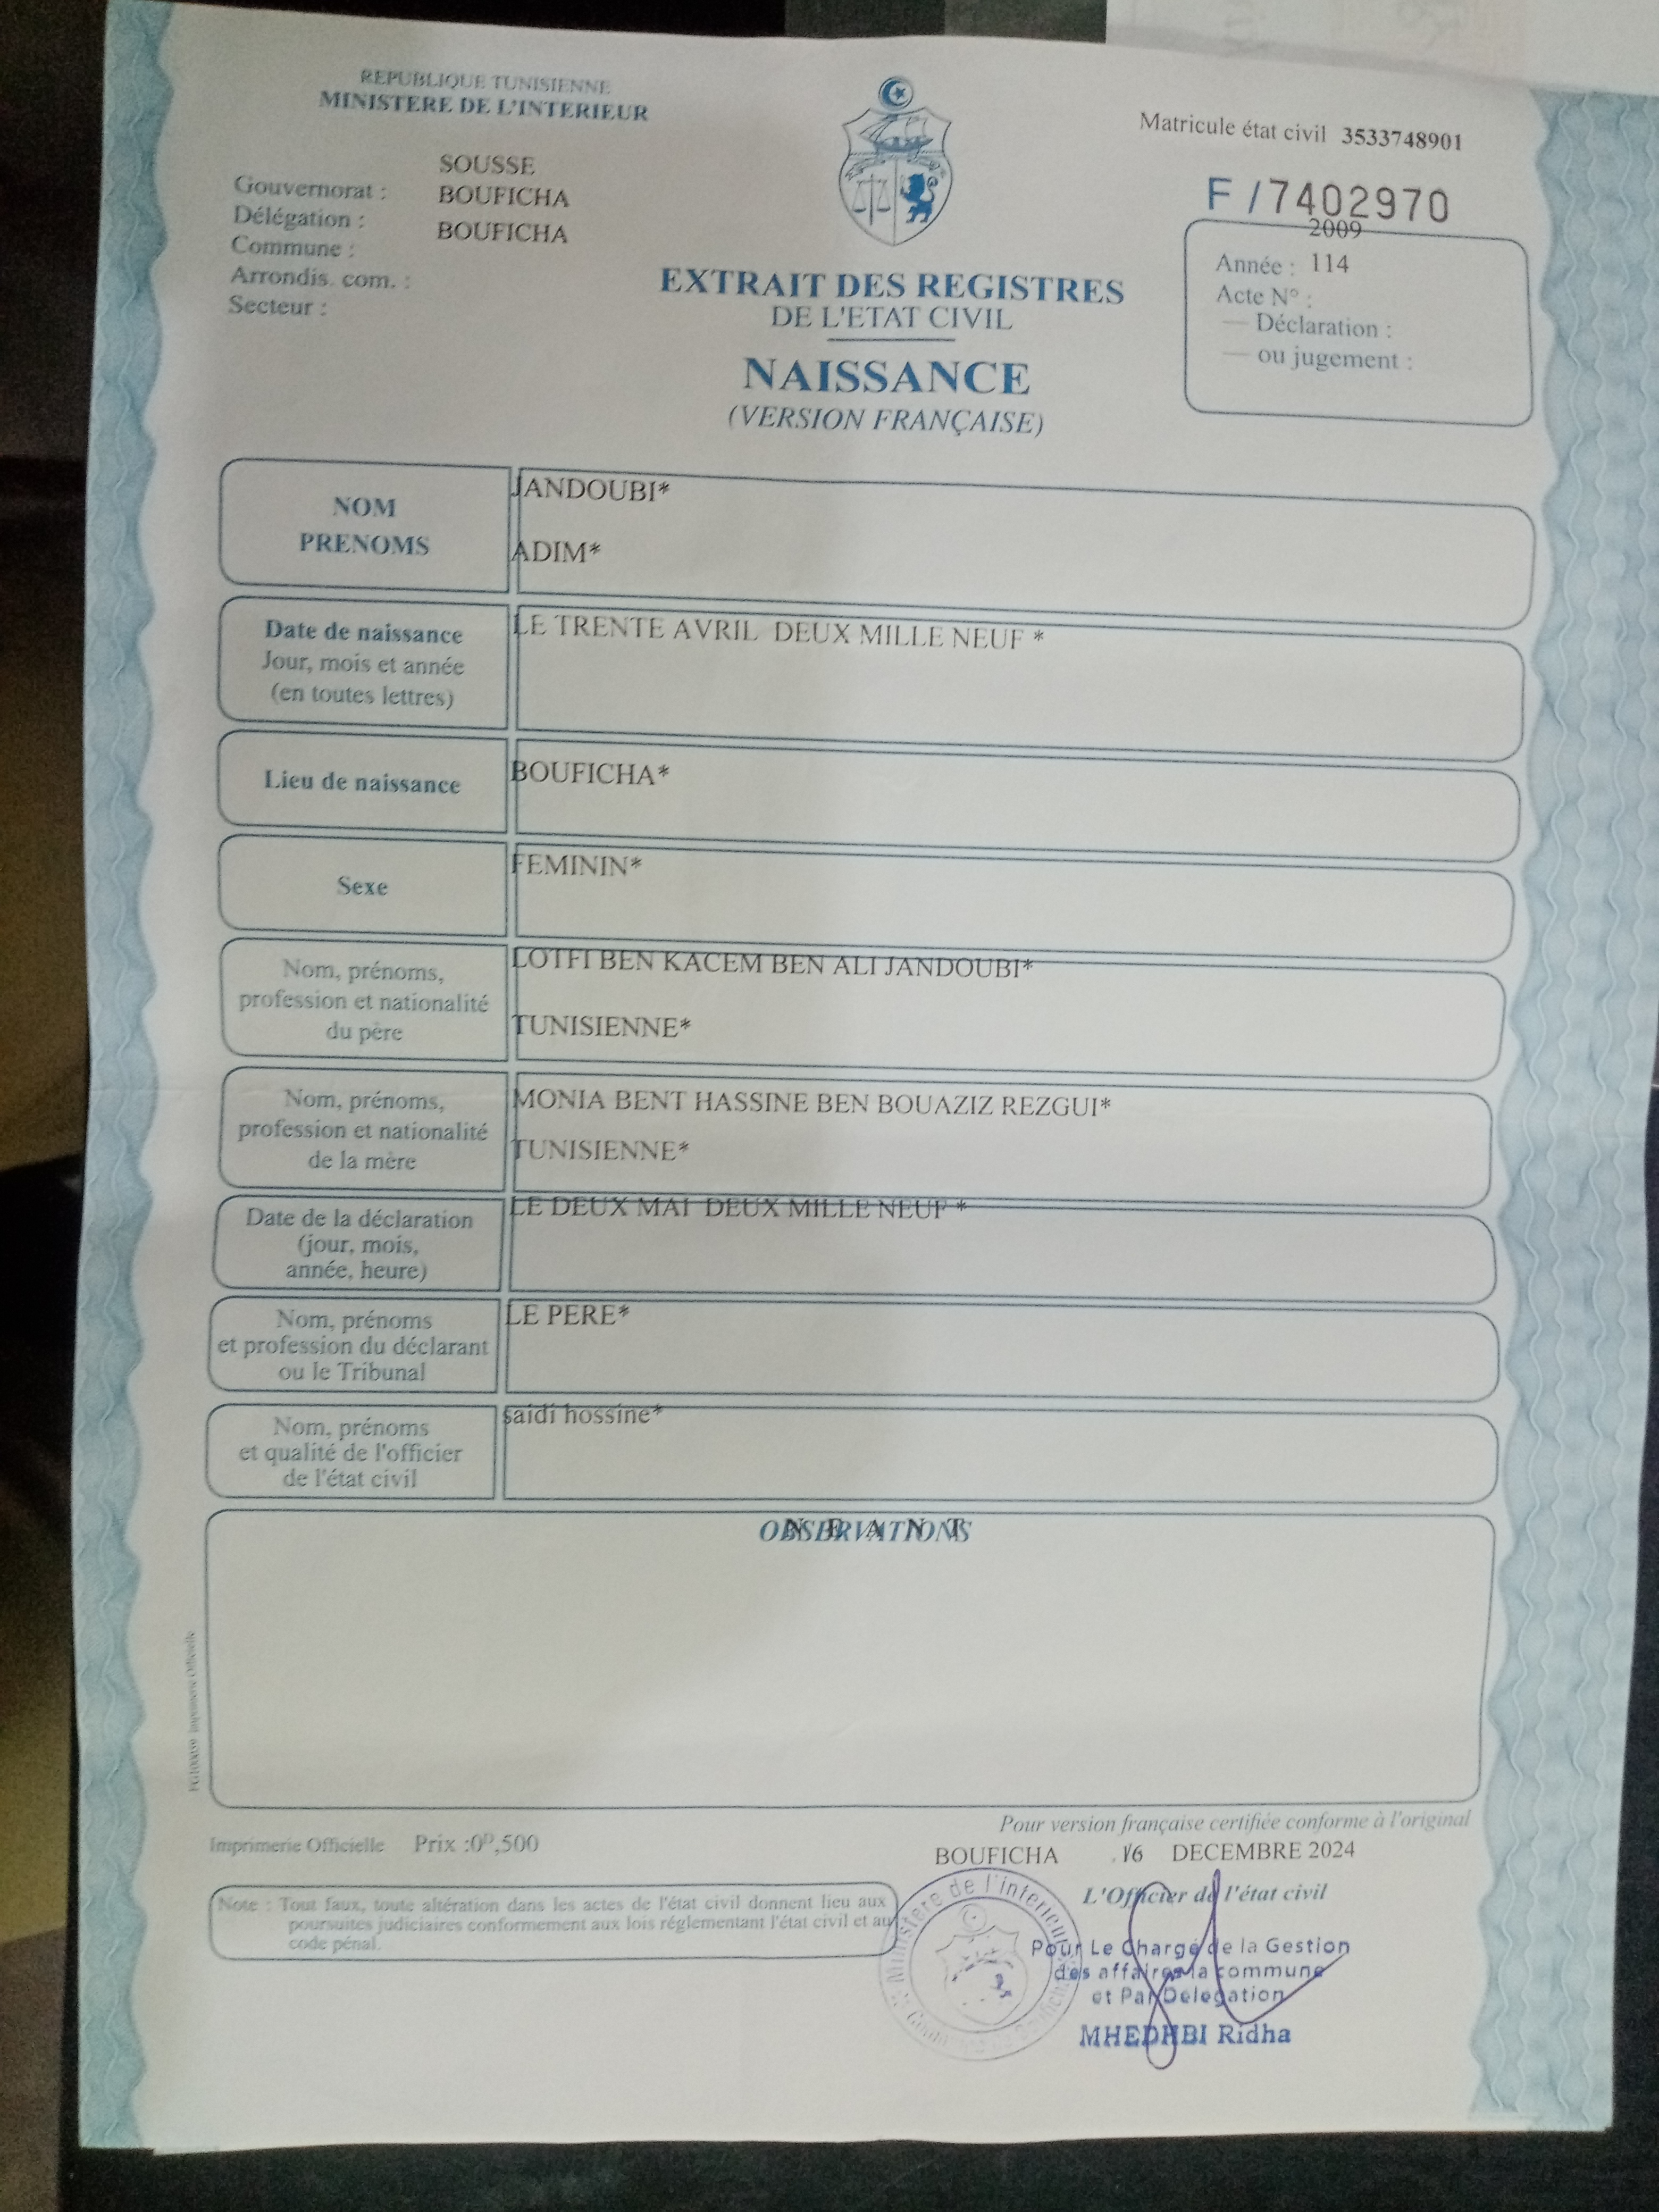 REPUBLIQUE TUNISIENNE
MINISTERE DE L'INTERIEUR
Matricule état civil 3533748901
F / 7402970
SOUSSE
Gouvernorat : BOUFICHA
Délégation :
BOUFICHA
Commune :
Arrondis. com. :
Secteur :
2009
Année : 114
Acte N° :
— Déclaration :
— ou jugement :
EXTRAIT DES REGISTRES
DE L'ETAT CIVIL
NAISSANCE
(VERSION FRANÇAISE)
NOM
PRENOMS
JANDOUBI*
ADIM*
Date de naissance
Jour, mois et année
(en toutes lettres)
LE TRENTE AVRIL DEUX MILLE NEUF *
Lieu de naissance
BOUFICHA*
Sexe
FEMININ*
Nom, prénoms,
profession et nationalité
du père
LOTFI BEN KACEM BEN ALI JANDOUBI*
TUNISIENNE*
Nom, prénoms,
profession et nationalité
de la mère
MONIA BENT HASSINE BEN BOUAZIZ REZGUI*
TUNISIENNE*
Date de la déclaration
(jour, mois,
année, heure)
LE DEUX MAI DEUX MILLE NEUF *
Nom, prénoms
et profession du déclarant
ou le Tribunal
LE PERE*
Nom, prénoms
et qualité de l'officier
de l'état civil
saidi hossine*
OBSERVATIONS
N E A N T
Imprimerie Officielle
Pour version française certifiée conforme à l'original
Imprimerie Officielle Prix :0ᴰ,500
BOUFICHA 16 DECEMBRE 2024
L'Officier de l'état civil
Note : Tout faux, toute altération dans les actes de l'état civil donnent lieu aux
poursuites judiciaires conformement aux lois réglementant l'état civil et au
code pénal.
Ministère de l'intérieur
Pour Le Chargé de la Gestion
des affaires la commune
et Par Delegation
MHEDHBI Ridha